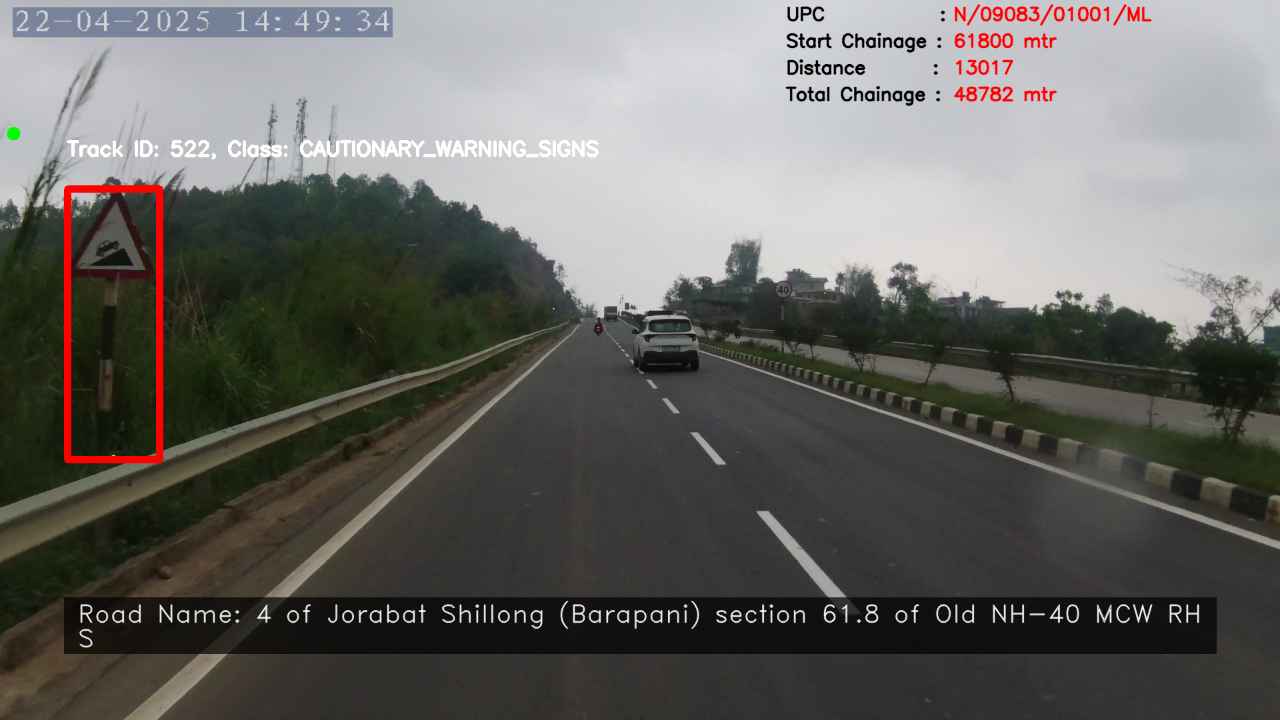 22-04-2025 14:49:34
UPC : N/09083/01001/ML
Start Chainage : 61800 mtr
Distance : 13017
Total Chainage : 48782 mtr
Track ID: 522, Class: CAUTIONARY_WARNING_SIGNS
40
Road Name: 4 of Jorabat Shillong (Barapani) section 61.8 of Old NH-40 MCW RH
S